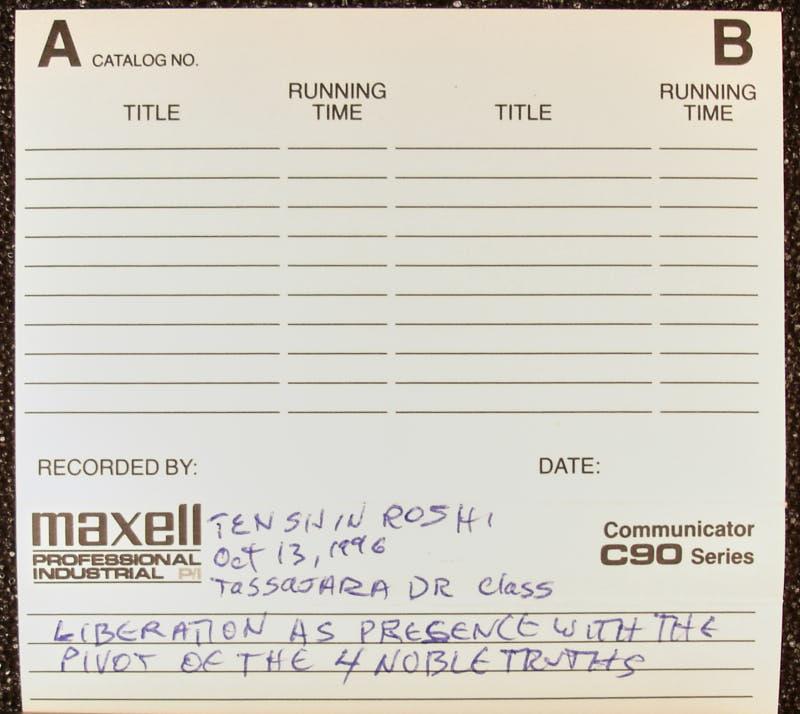 A CATALOG NO. B
TITLE RUNNING TIME TITLE RUNNING TIME
RECORDED BY: DATE:
maxell
PROFESSIONAL
INDUSTRIAL P/I
TENSHIN ROSHI
Oct 13, 1996
TASSAJARA DR Class
Communicator
C90 Series
LIBERATION AS PRESENCE WITH THE
PIVOT OF THE 4 NOBLE TRUTHS